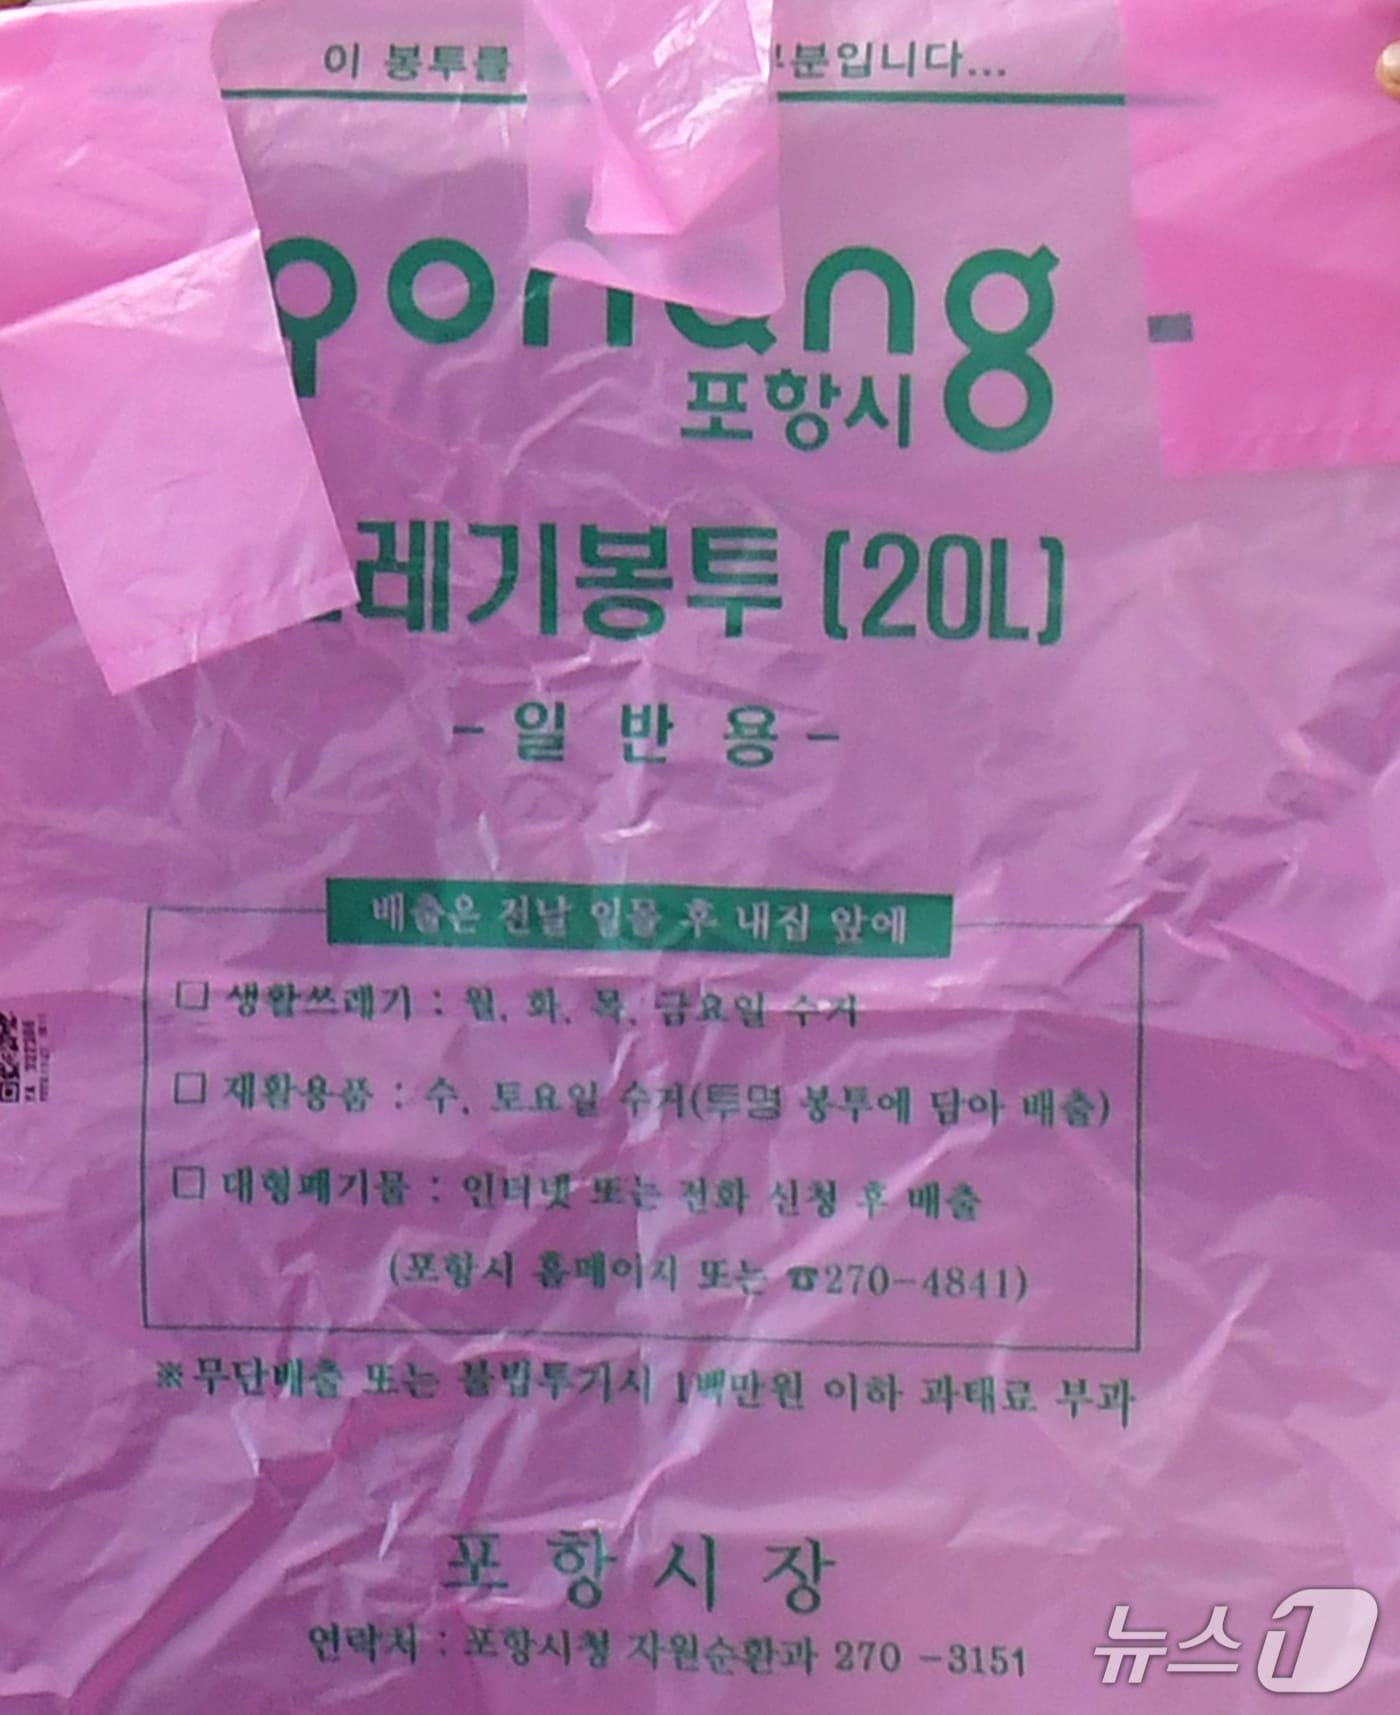 이 봉투를 부분입니다...
pohang
포항시
레기봉투 [20L]
- 일 반 용 -
배출은 전날 일몰 후 내집 앞에
□ 생활쓰레기 : 월, 화, 목, 금요일 수거
□ 재활용품 : 수, 토요일 수거(투명 봉투에 담아 배출)
□ 대형폐기물 : 인터넷 또는 전화 신청 후 배출
(포항시 홈페이지 또는 ☎270-4841)
※무단배출 또는 불법투기시 1백만원 이하 과태료 부과
포 항 시 장
연락처 : 포항시청 자원순환과 270 -3151
뉴스1